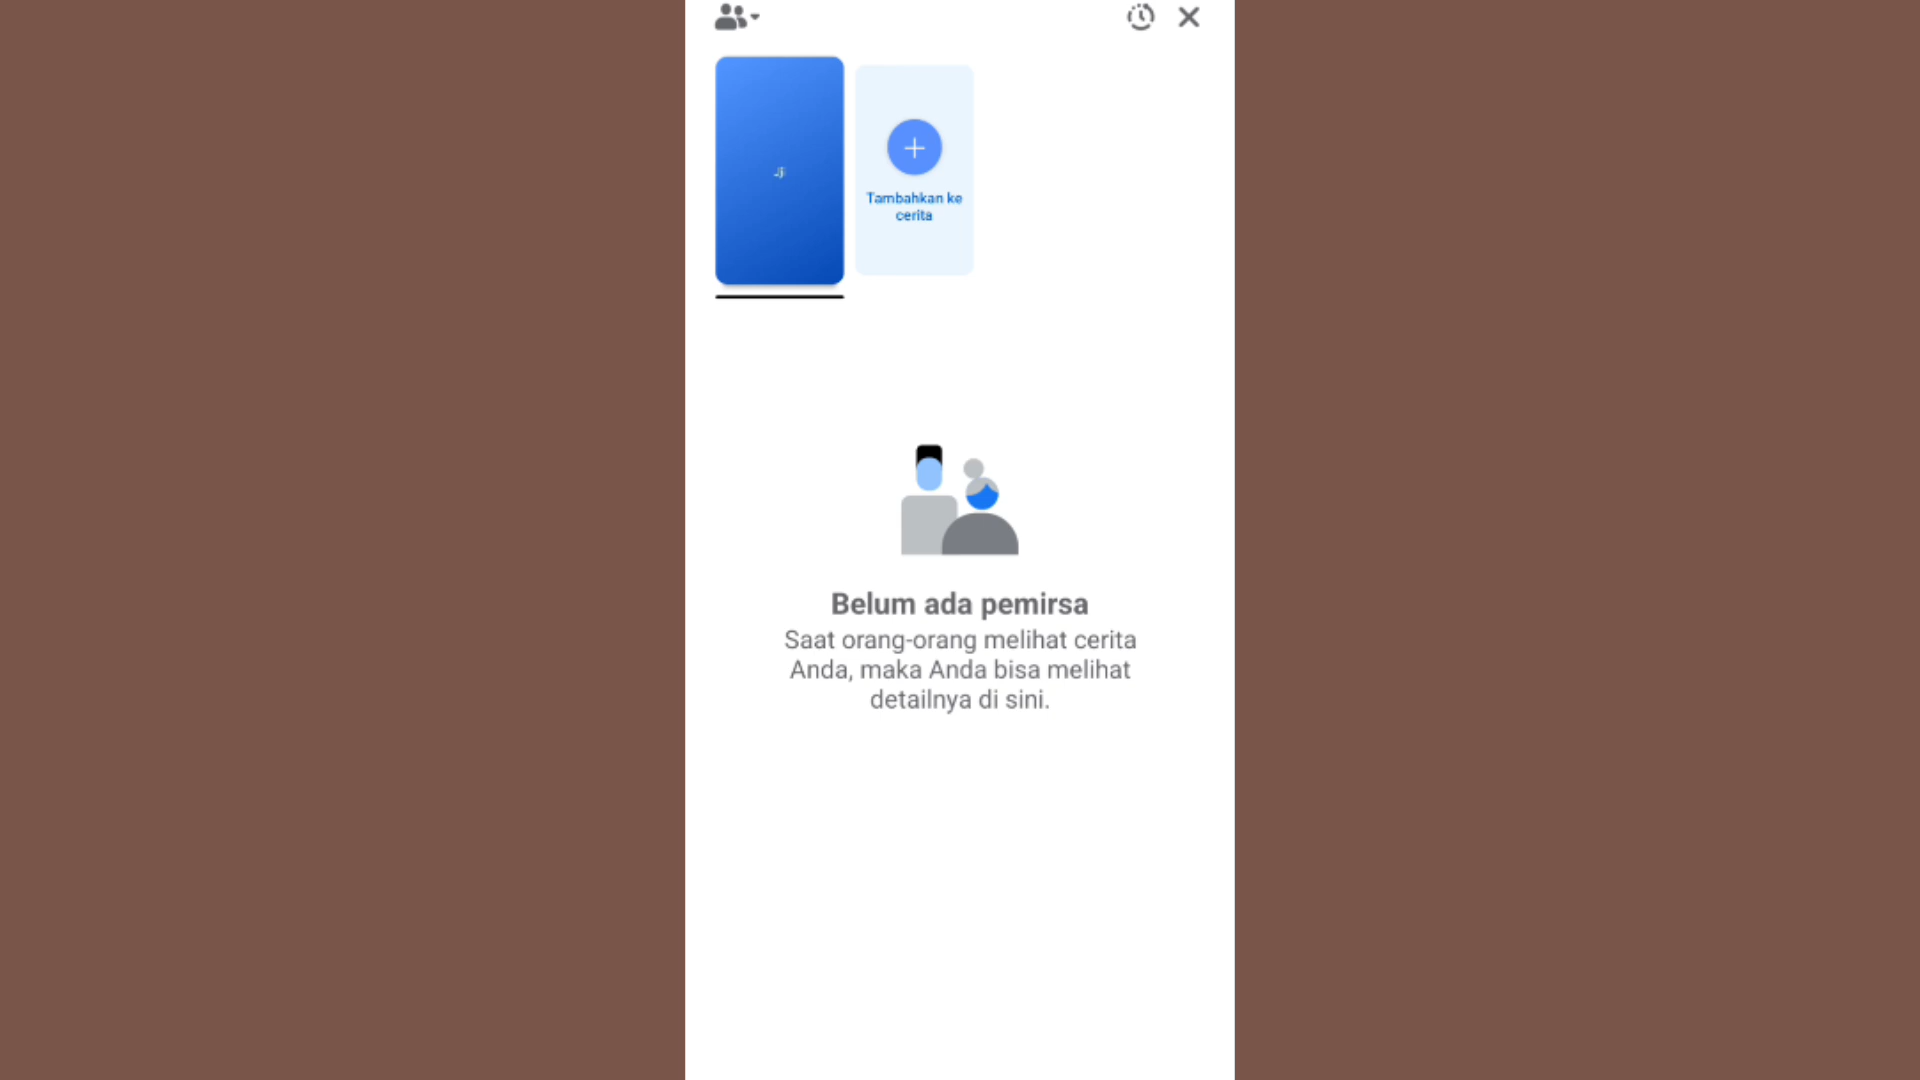 Tambahkan ke
cerita
Belum ada pemirsa
Saat orang-orang melihat cerita
Anda, maka Anda bisa melihat
detailnya di sini.